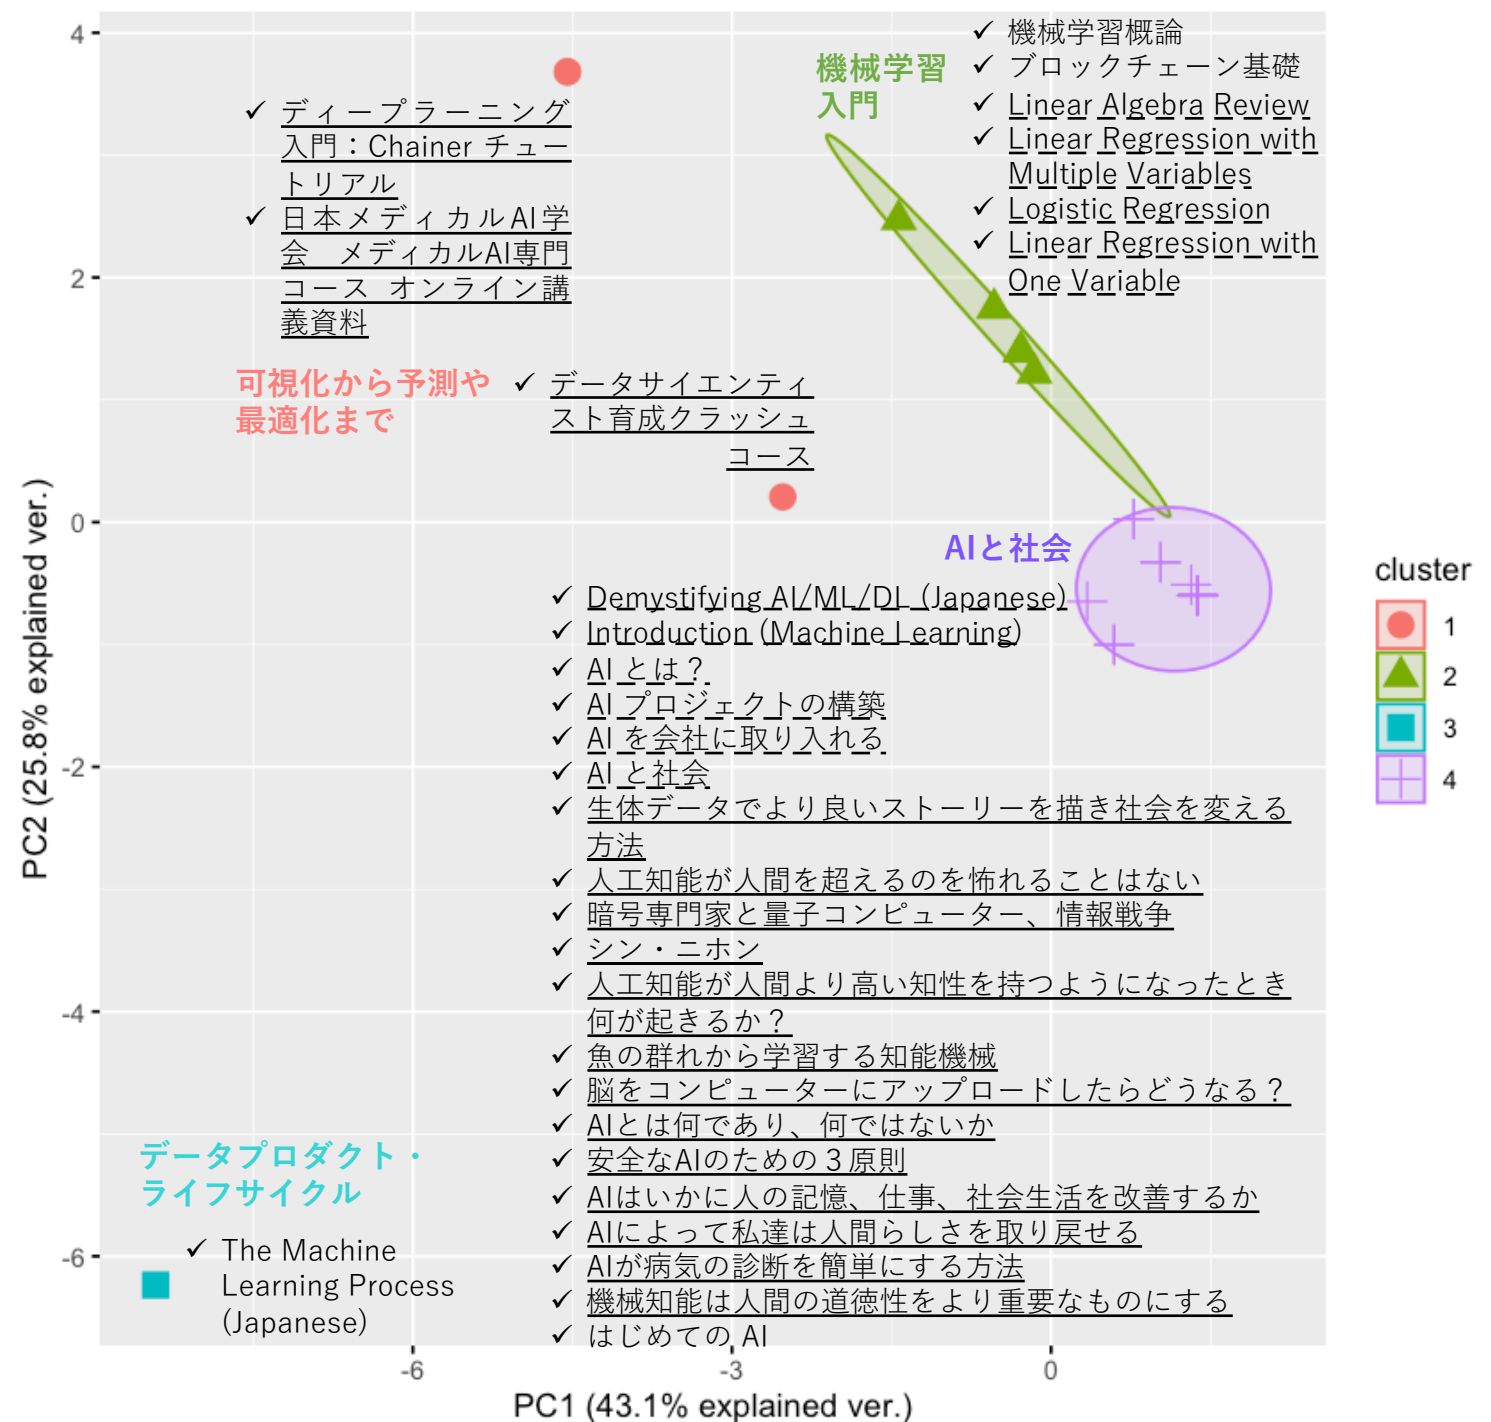 4
2
0
-2
-4
-6
PC2 (25.8% explained ver.)
✓ ディープラーニング
入門：Chainer チュー
トリアル
✓ 日本メディカルAI学
会　メディカルAI専門
コース オンライン講
義資料
可視化から予測や
最適化まで
✓ データサイエンティ
スト育成クラッシュ
コース
機械学習
入門
✓ 機械学習概論
✓ ブロックチェーン基礎
✓ Linear Algebra Review
✓ Linear Regression with
Multiple Variables
✓ Logistic Regression
✓ Linear Regression with
One Variable
AIと社会
✓ Demystifying AI/ML/DL (Japanese)
✓ Introduction (Machine Learning)
✓ AI とは？
✓ AI プロジェクトの構築
✓ AI を会社に取り入れる
✓ AI と社会
✓ 生体データでより良いストーリーを描き社会を変える
方法
✓ 人工知能が人間を超えるのを怖れることはない
✓ 暗号専門家と量子コンピューター、情報戦争
✓ シン・ニホン
✓ 人工知能が人間より高い知性を持つようになったとき
何が起きるか？
✓ 魚の群れから学習する知能機械
✓ 脳をコンピューターにアップロードしたらどうなる？
✓ AIとは何であり、何ではないか
✓ 安全なAIのための３原則
✓ AIはいかに人の記憶、仕事、社会生活を改善するか
✓ AIによって私達は人間らしさを取り戻せる
✓ AIが病気の診断を簡単にする方法
✓ 機械知能は人間の道徳性をより重要なものにする
✓ はじめての AI
データプロダクト・
ライフサイクル
✓ The Machine
Learning Process
(Japanese)
-6
-3
0
PC1 (43.1% explained ver.)
cluster
1
2
3
4